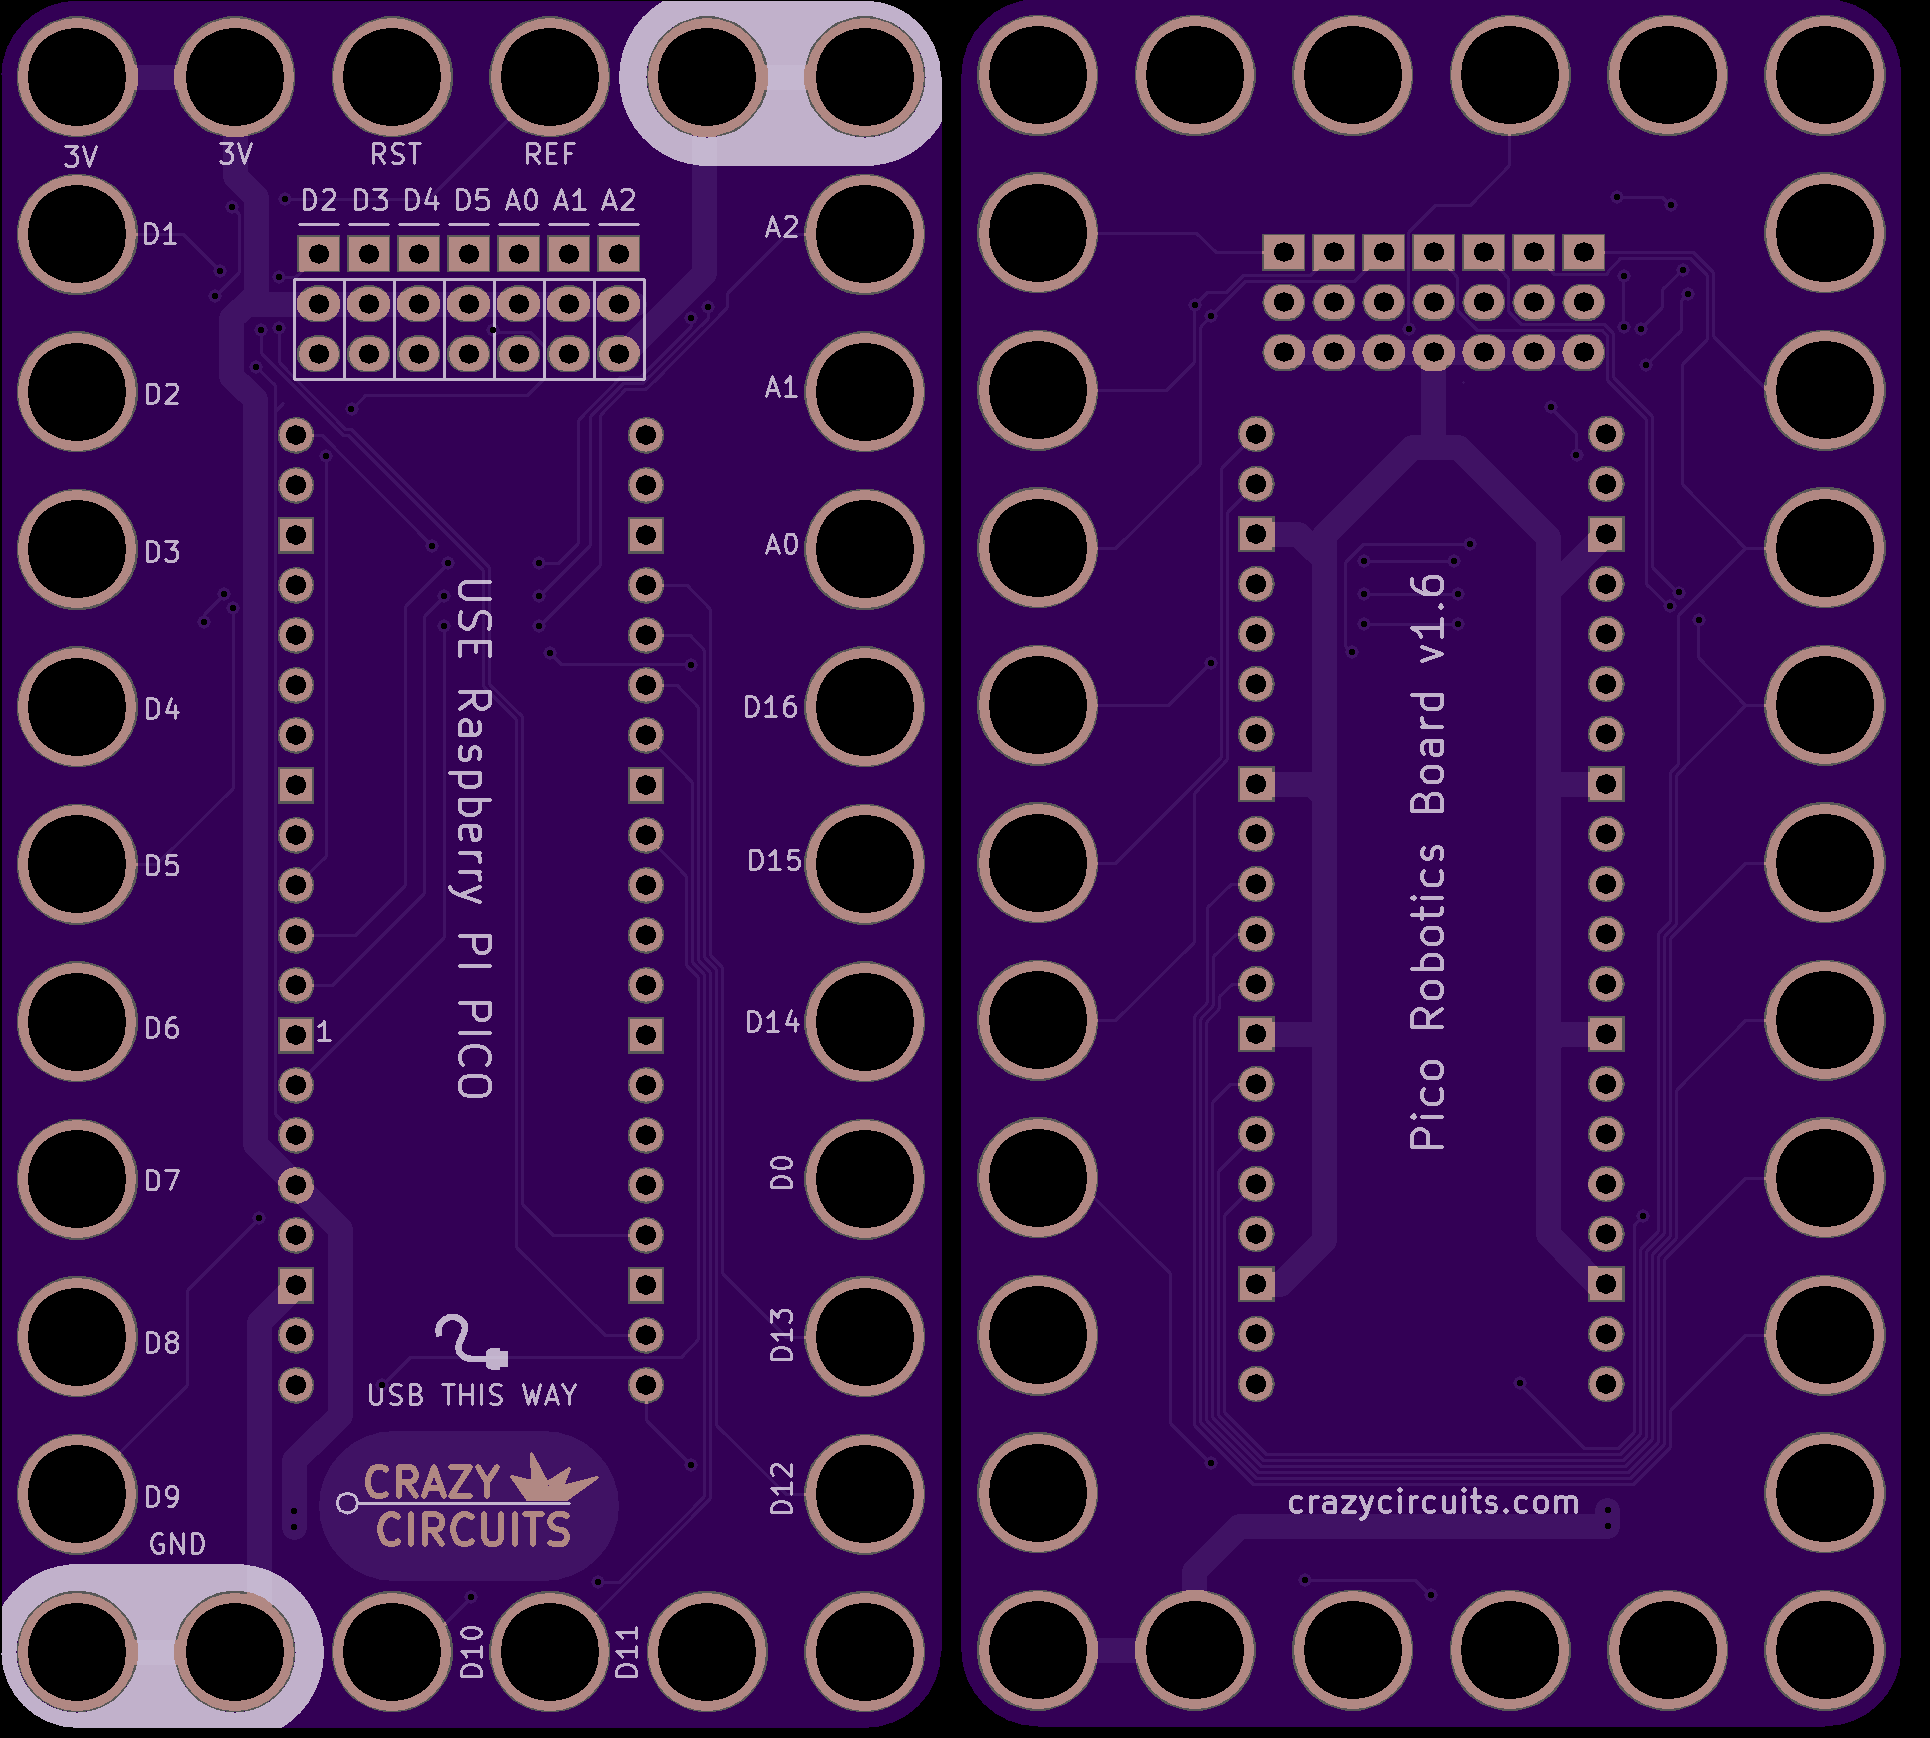 3V 3V RST REF
D2 D3 D4 D5 A0 A1 A2
D1
D2
D3
D4
D5
D6
D7
D8
D9
GND
A2
A1
A0
D16
D15
D14
D0
D13
D12
D10
D11
1
USE Raspbarry PI PICO
USB THIS WAY
CRAZY
CIRCUITS
Pico Robotics Board v1.6
crazycircuits.com